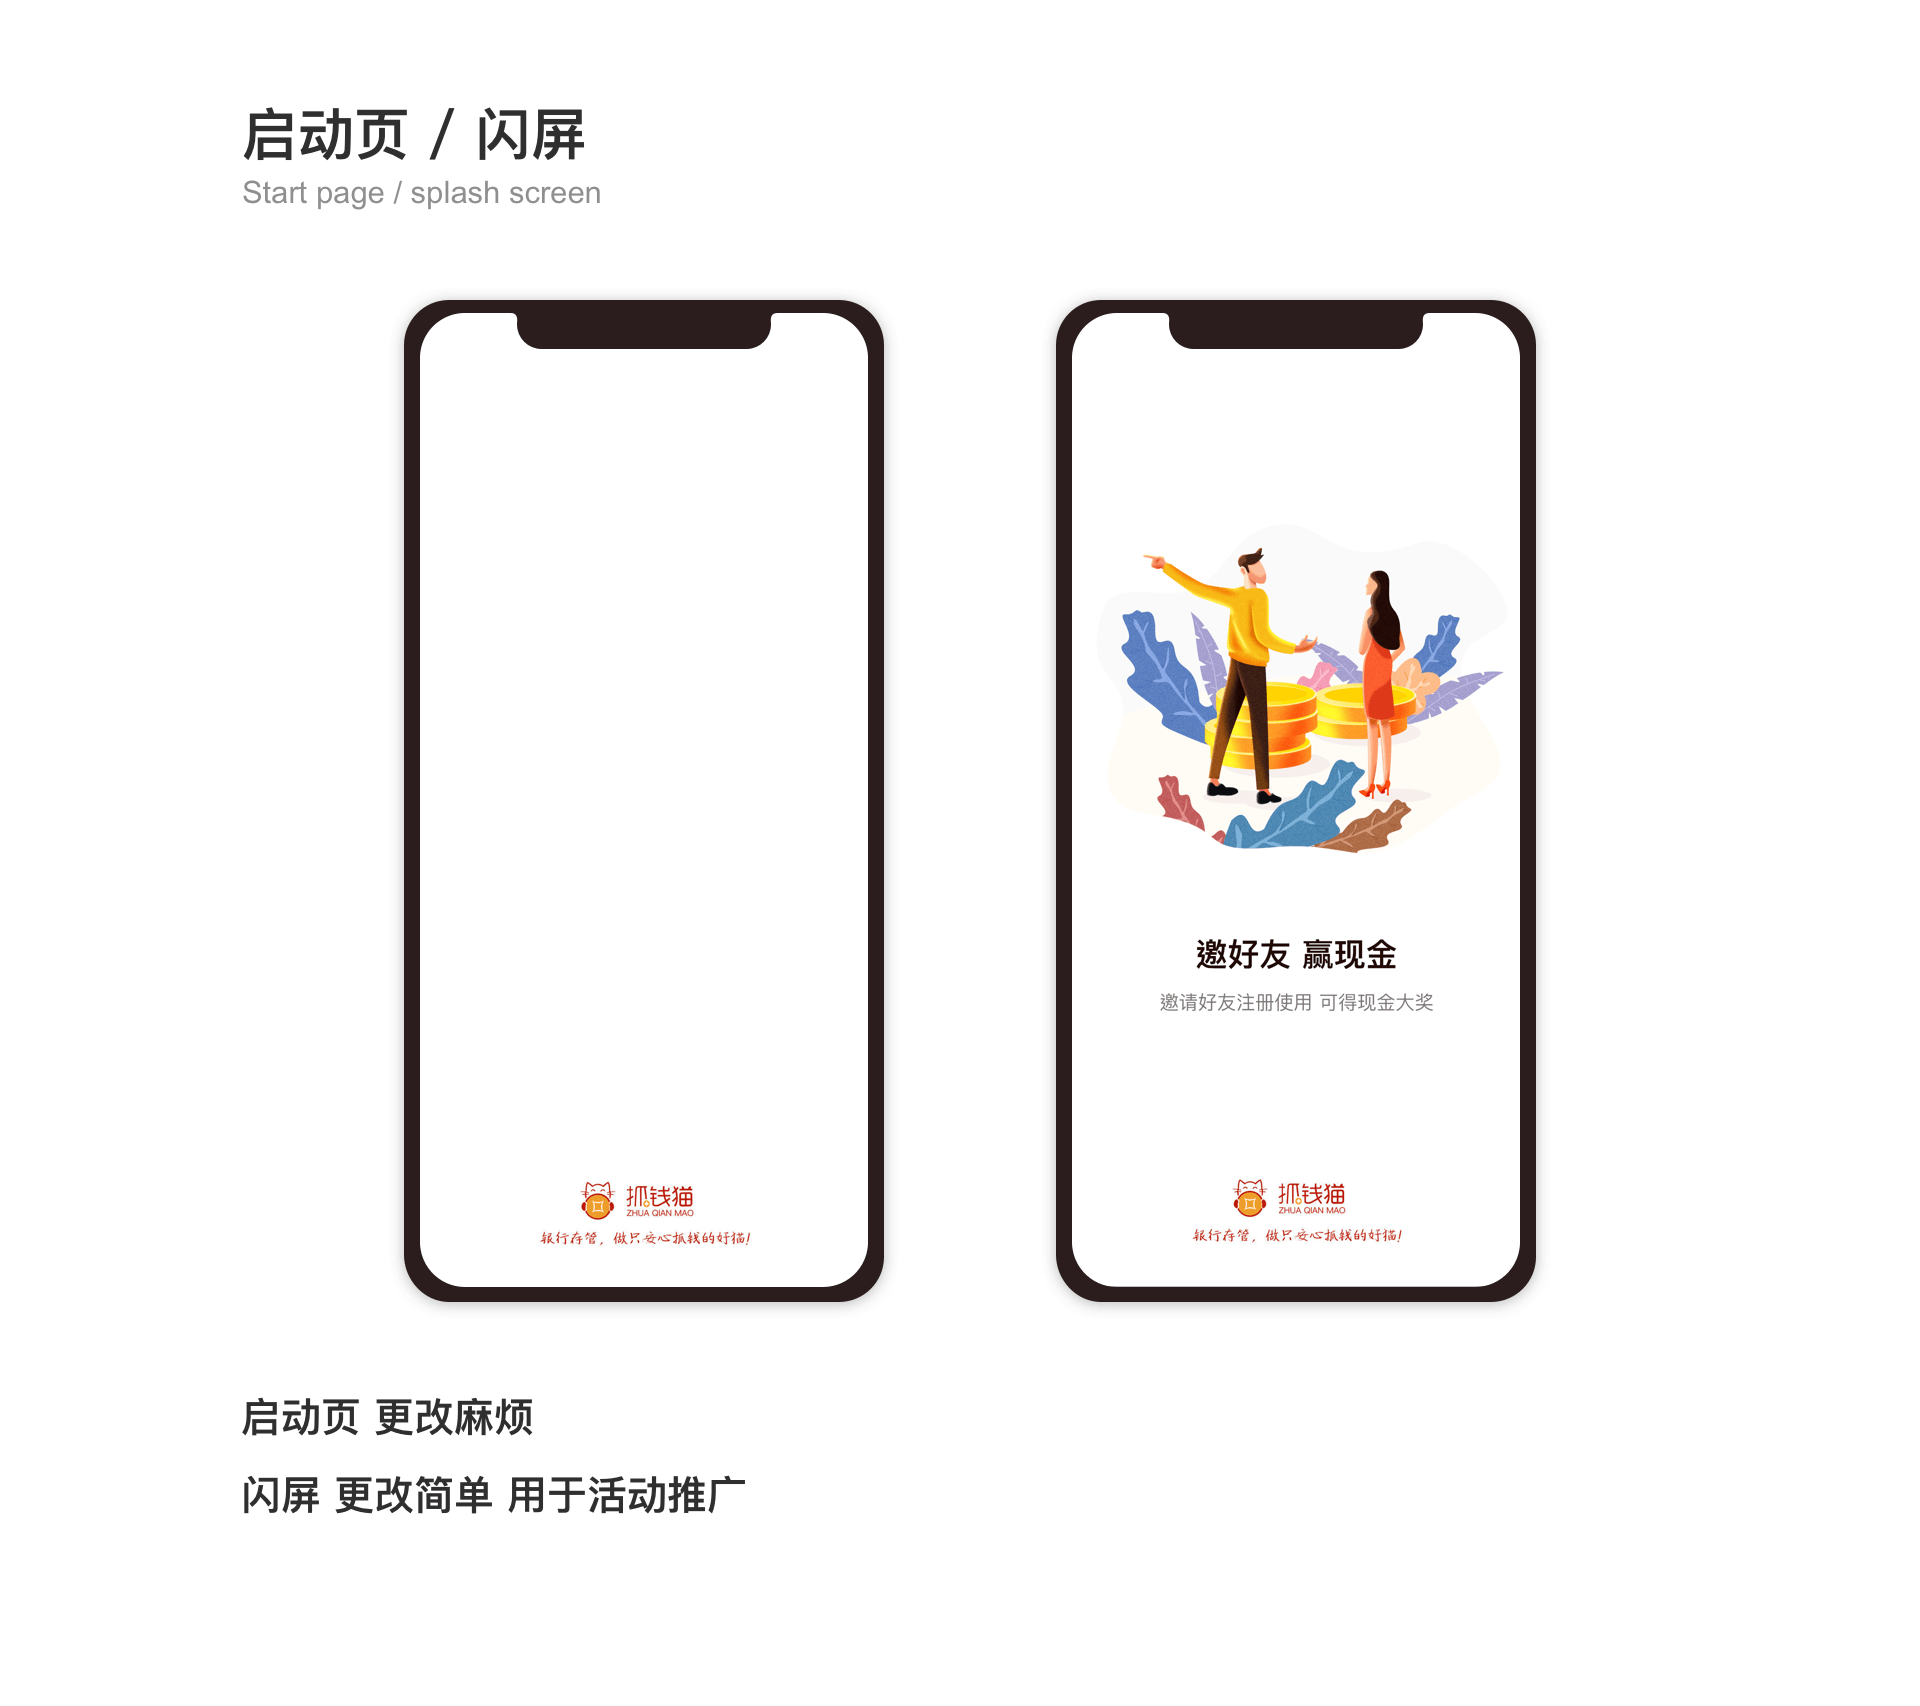 启动页 / 闪屏
Start page / splash screen
抓钱猫
ZHUA QIAN MAO
银行存管，做只安心抓钱的好猫!
邀好友 赢现金
邀请好友注册使用 可得现金大奖
抓钱猫
ZHUA QIAN MAO
银行存管，做只安心抓钱的好猫!
启动页 更改麻烦
闪屏 更改简单 用于活动推广